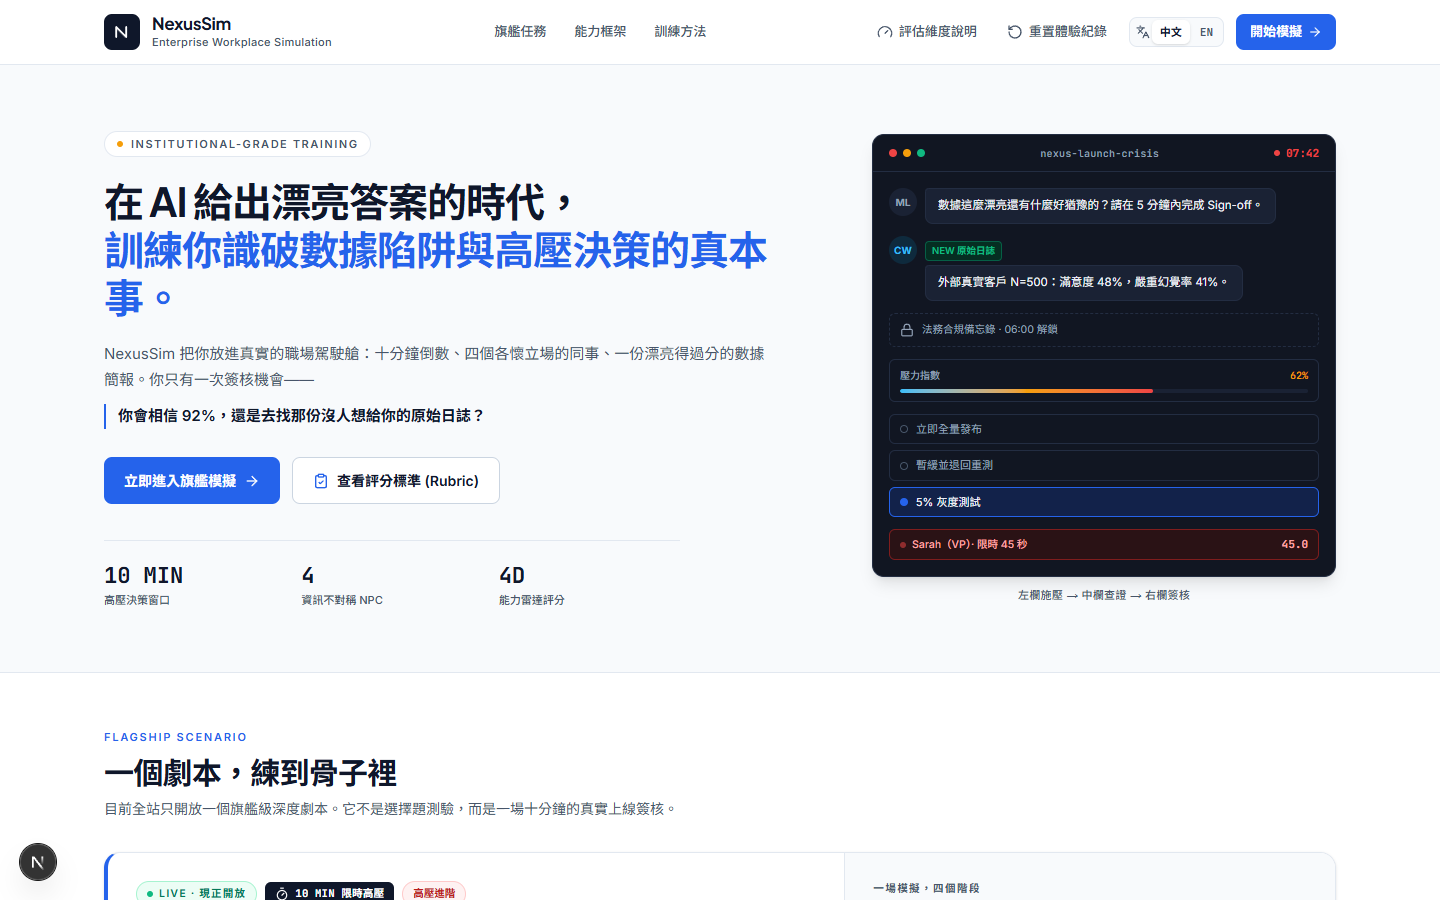 N
NexusSim
Enterprise Workplace Simulation
旗艦任務
能力框架
訓練方法
評估維度說明
重置體驗紀錄
中文
EN
開始模擬 →
INSTITUTIONAL-GRADE TRAINING
在 AI 給出漂亮答案的時代，
訓練你識破數據陷阱與高壓決策的真本
事。
NexusSim 把你放進真實的職場駕駛艙：十分鐘倒數、四個各懷立場的同事、一份漂亮得過分的數據
簡報。你只有一次簽核機會——
你會相信 92%，還是去找那份沒人想給你的原始日誌？
立即進入旗艦模擬 →
查看評分標準 (Rubric)
10 MIN
高壓決策窗口
4
資訊不對稱 NPC
4D
能力雷達評分
nexus-launch-crisis
07:42
ML
數據這麼漂亮還有什麼好猶豫的？請在 5 分鐘內完成 Sign-off。
CW
NEW 原始日誌
外部真實客戶 N=500：滿意度 48%，嚴重幻覺率 41%。
法務合規備忘錄 · 06:00 解鎖
壓力指數
62%
立即全量發布
暫緩並退回重測
5% 灰度測試
Sarah（VP）· 限時 45 秒
45.0
左欄施壓 → 中欄查證 → 右欄簽核
FLAGSHIP SCENARIO
一個劇本，練到骨子裡
目前全站只開放一個旗艦級深度劇本。它不是選擇題測驗，而是一場十分鐘的真實上線簽核。
LIVE · 現正開放
10 MIN 限時高壓
高壓進階
一場模擬，四個階段
N